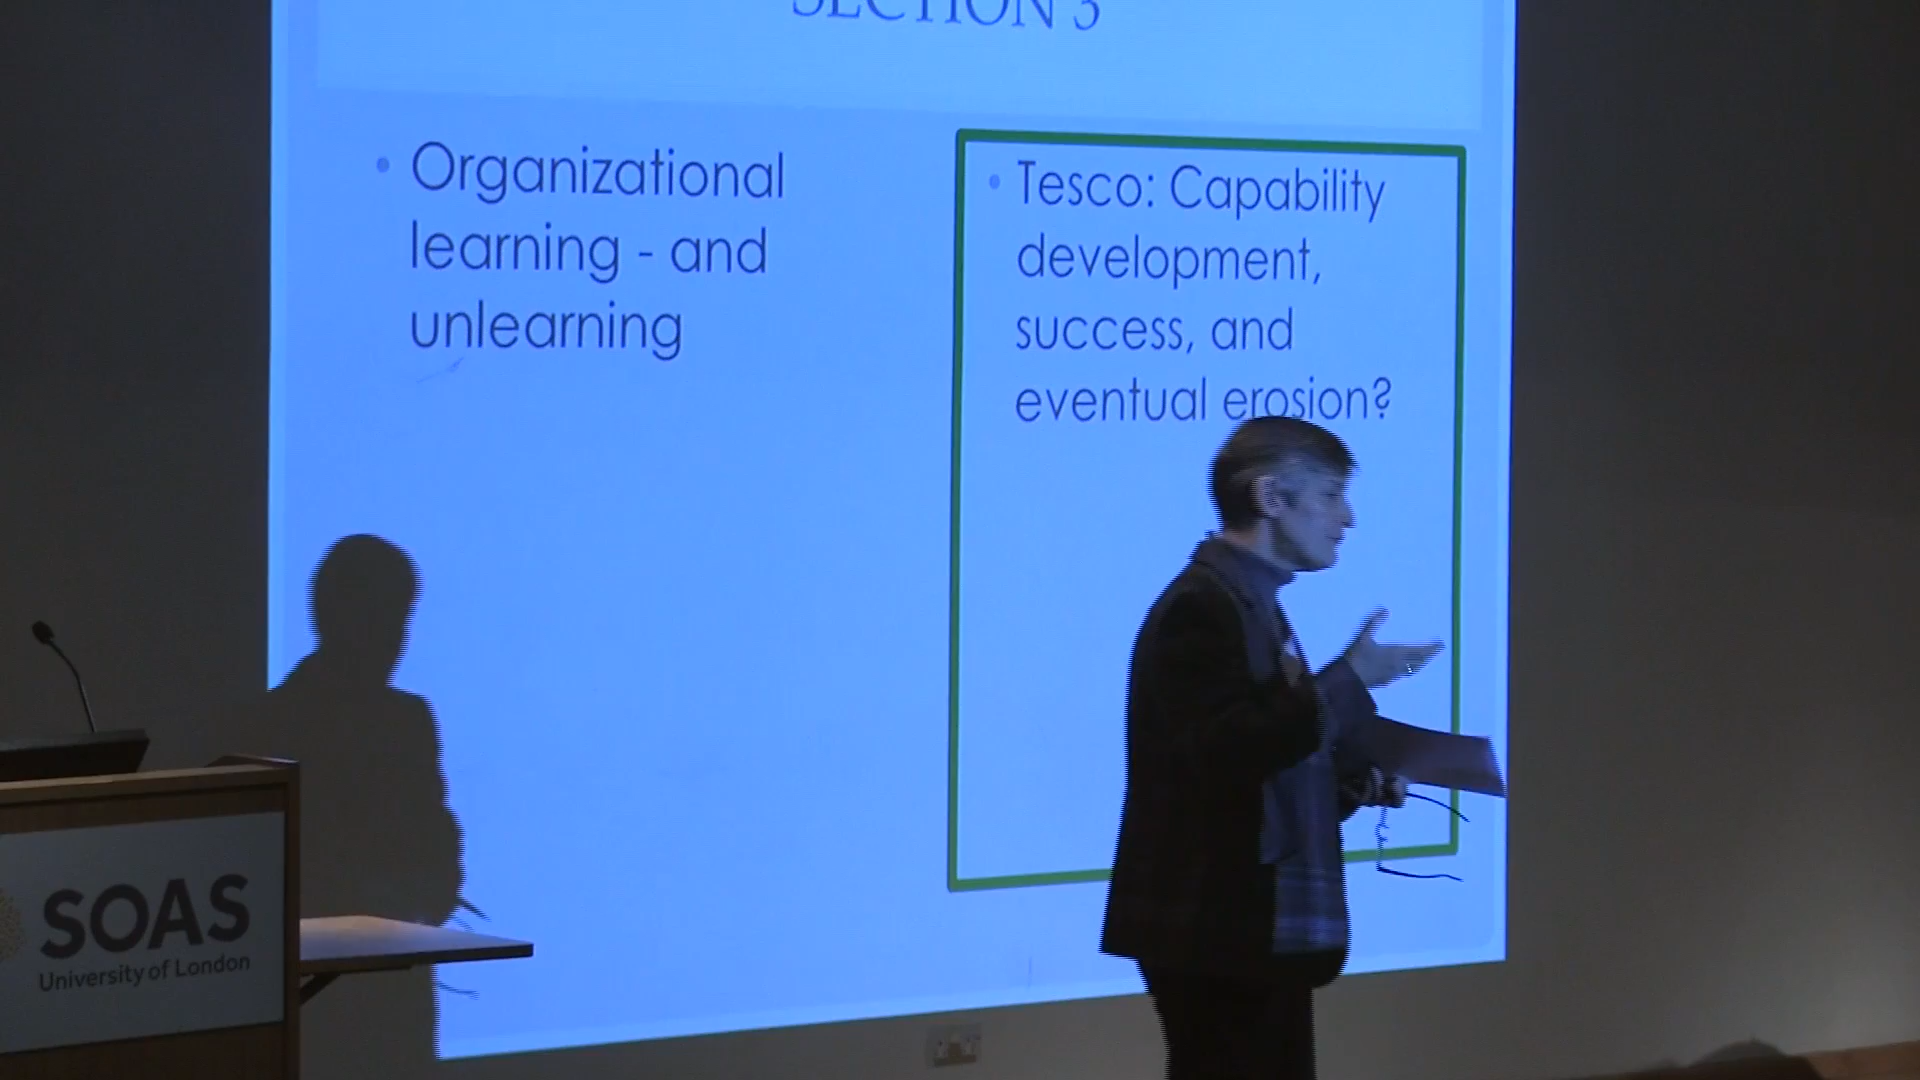 SECTION 3
• Organizational
learning - and
unlearning
• Tesco: Capability
development,
success, and
eventual erosion?
SOAS
University of London